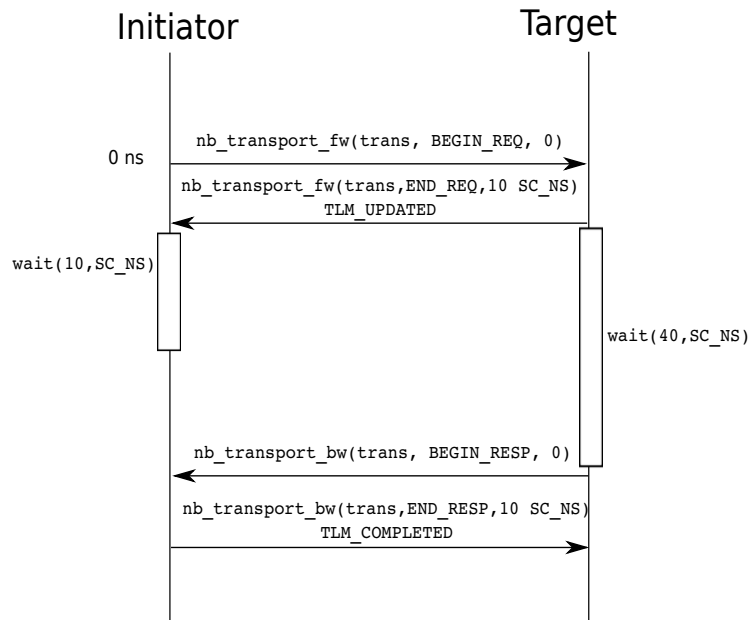 Initiator
Target
nb_transport_fw(trans, BEGIN_REQ, 0)
0 ns
nb_transport_fw(trans,END_REQ,10 SC_NS)
TLM_UPDATED
wait(10,SC_NS)
wait(40,SC_NS)
nb_transport_bw(trans, BEGIN_RESP, 0)
nb_transport_bw(trans,END_RESP,10 SC_NS)
TLM_COMPLETED